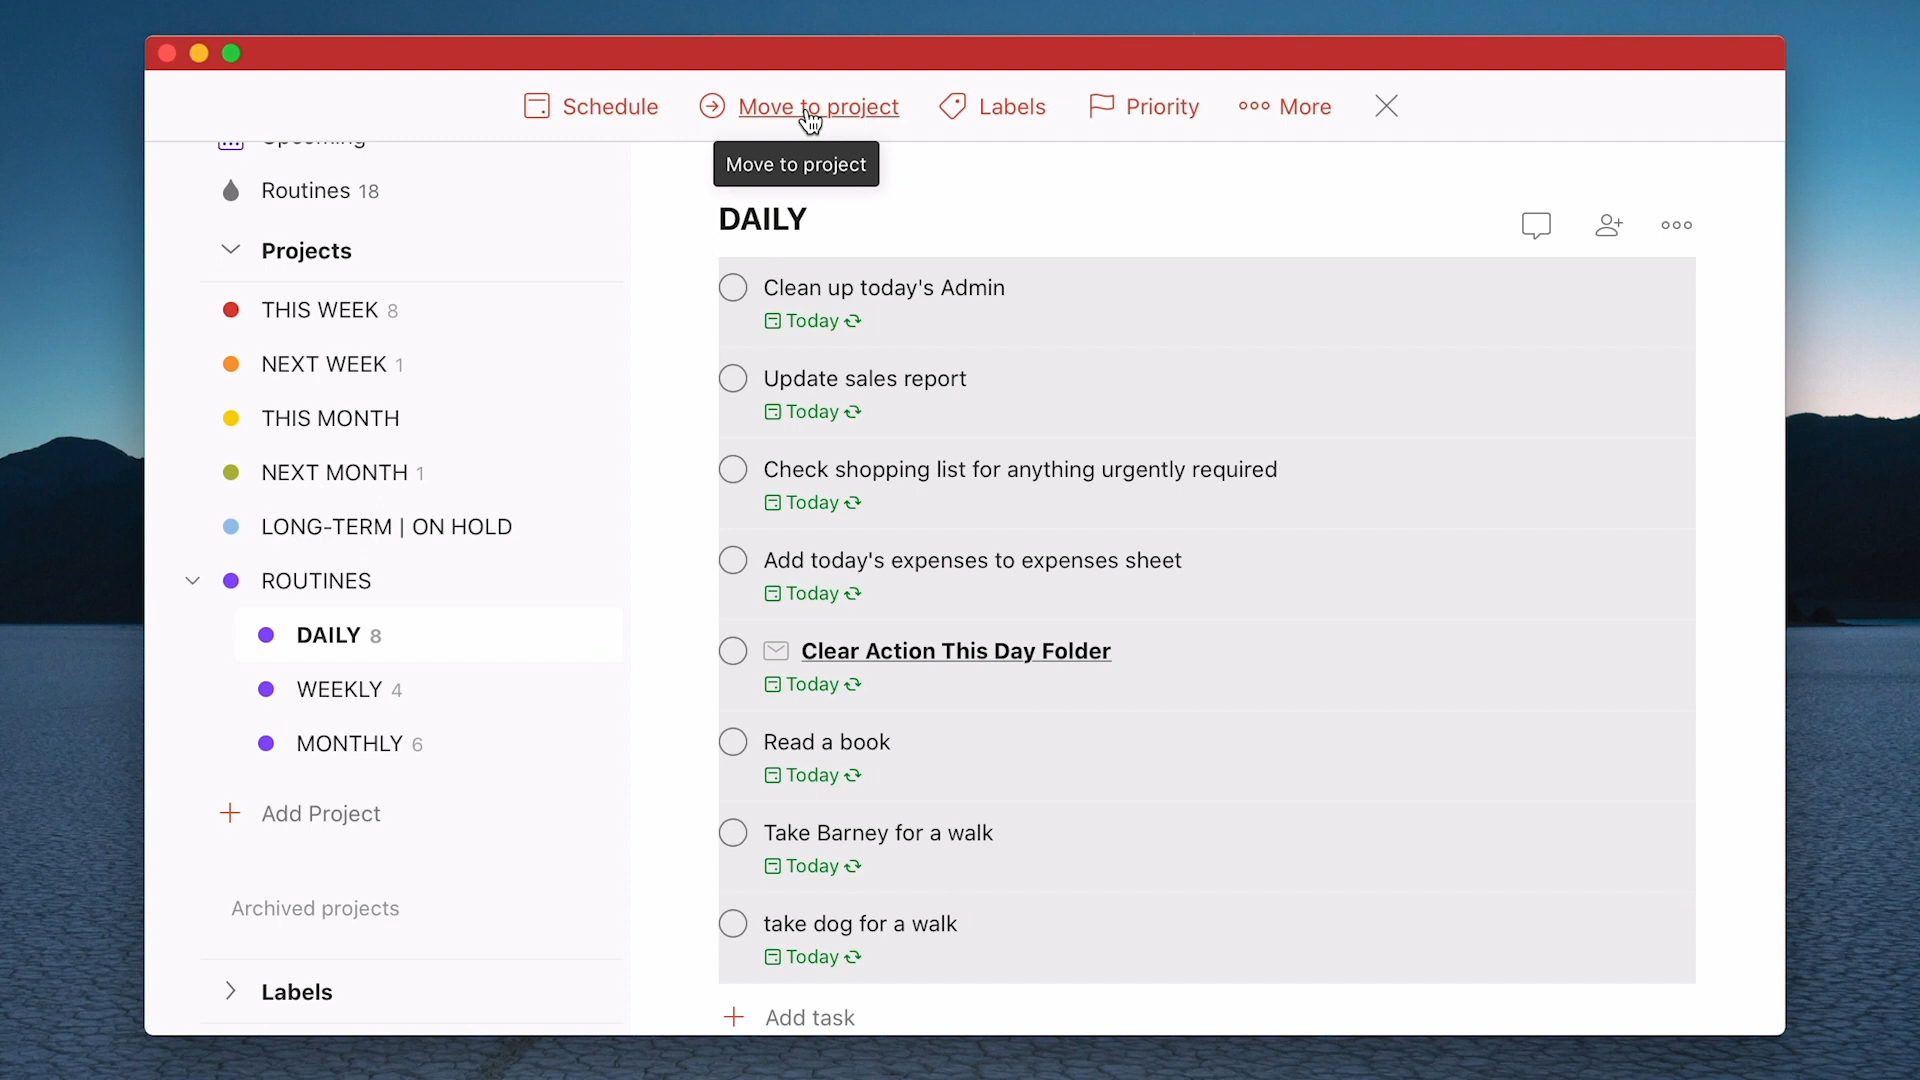 Schedule
Move to project
Labels
Priority
More
Move to project
Upcoming
Routines 18
Projects
THIS WEEK 8
NEXT WEEK 1
THIS MONTH
NEXT MONTH 1
LONG-TERM | ON HOLD
ROUTINES
DAILY 8
WEEKLY 4
MONTHLY 6
Add Project
Archived projects
Labels
DAILY
Clean up today's Admin
Today
Update sales report
Today
Check shopping list for anything urgently required
Today
Add today's expenses to expenses sheet
Today
Clear Action This Day Folder
Today
Read a book
Today
Take Barney for a walk
Today
take dog for a walk
Today
Add task